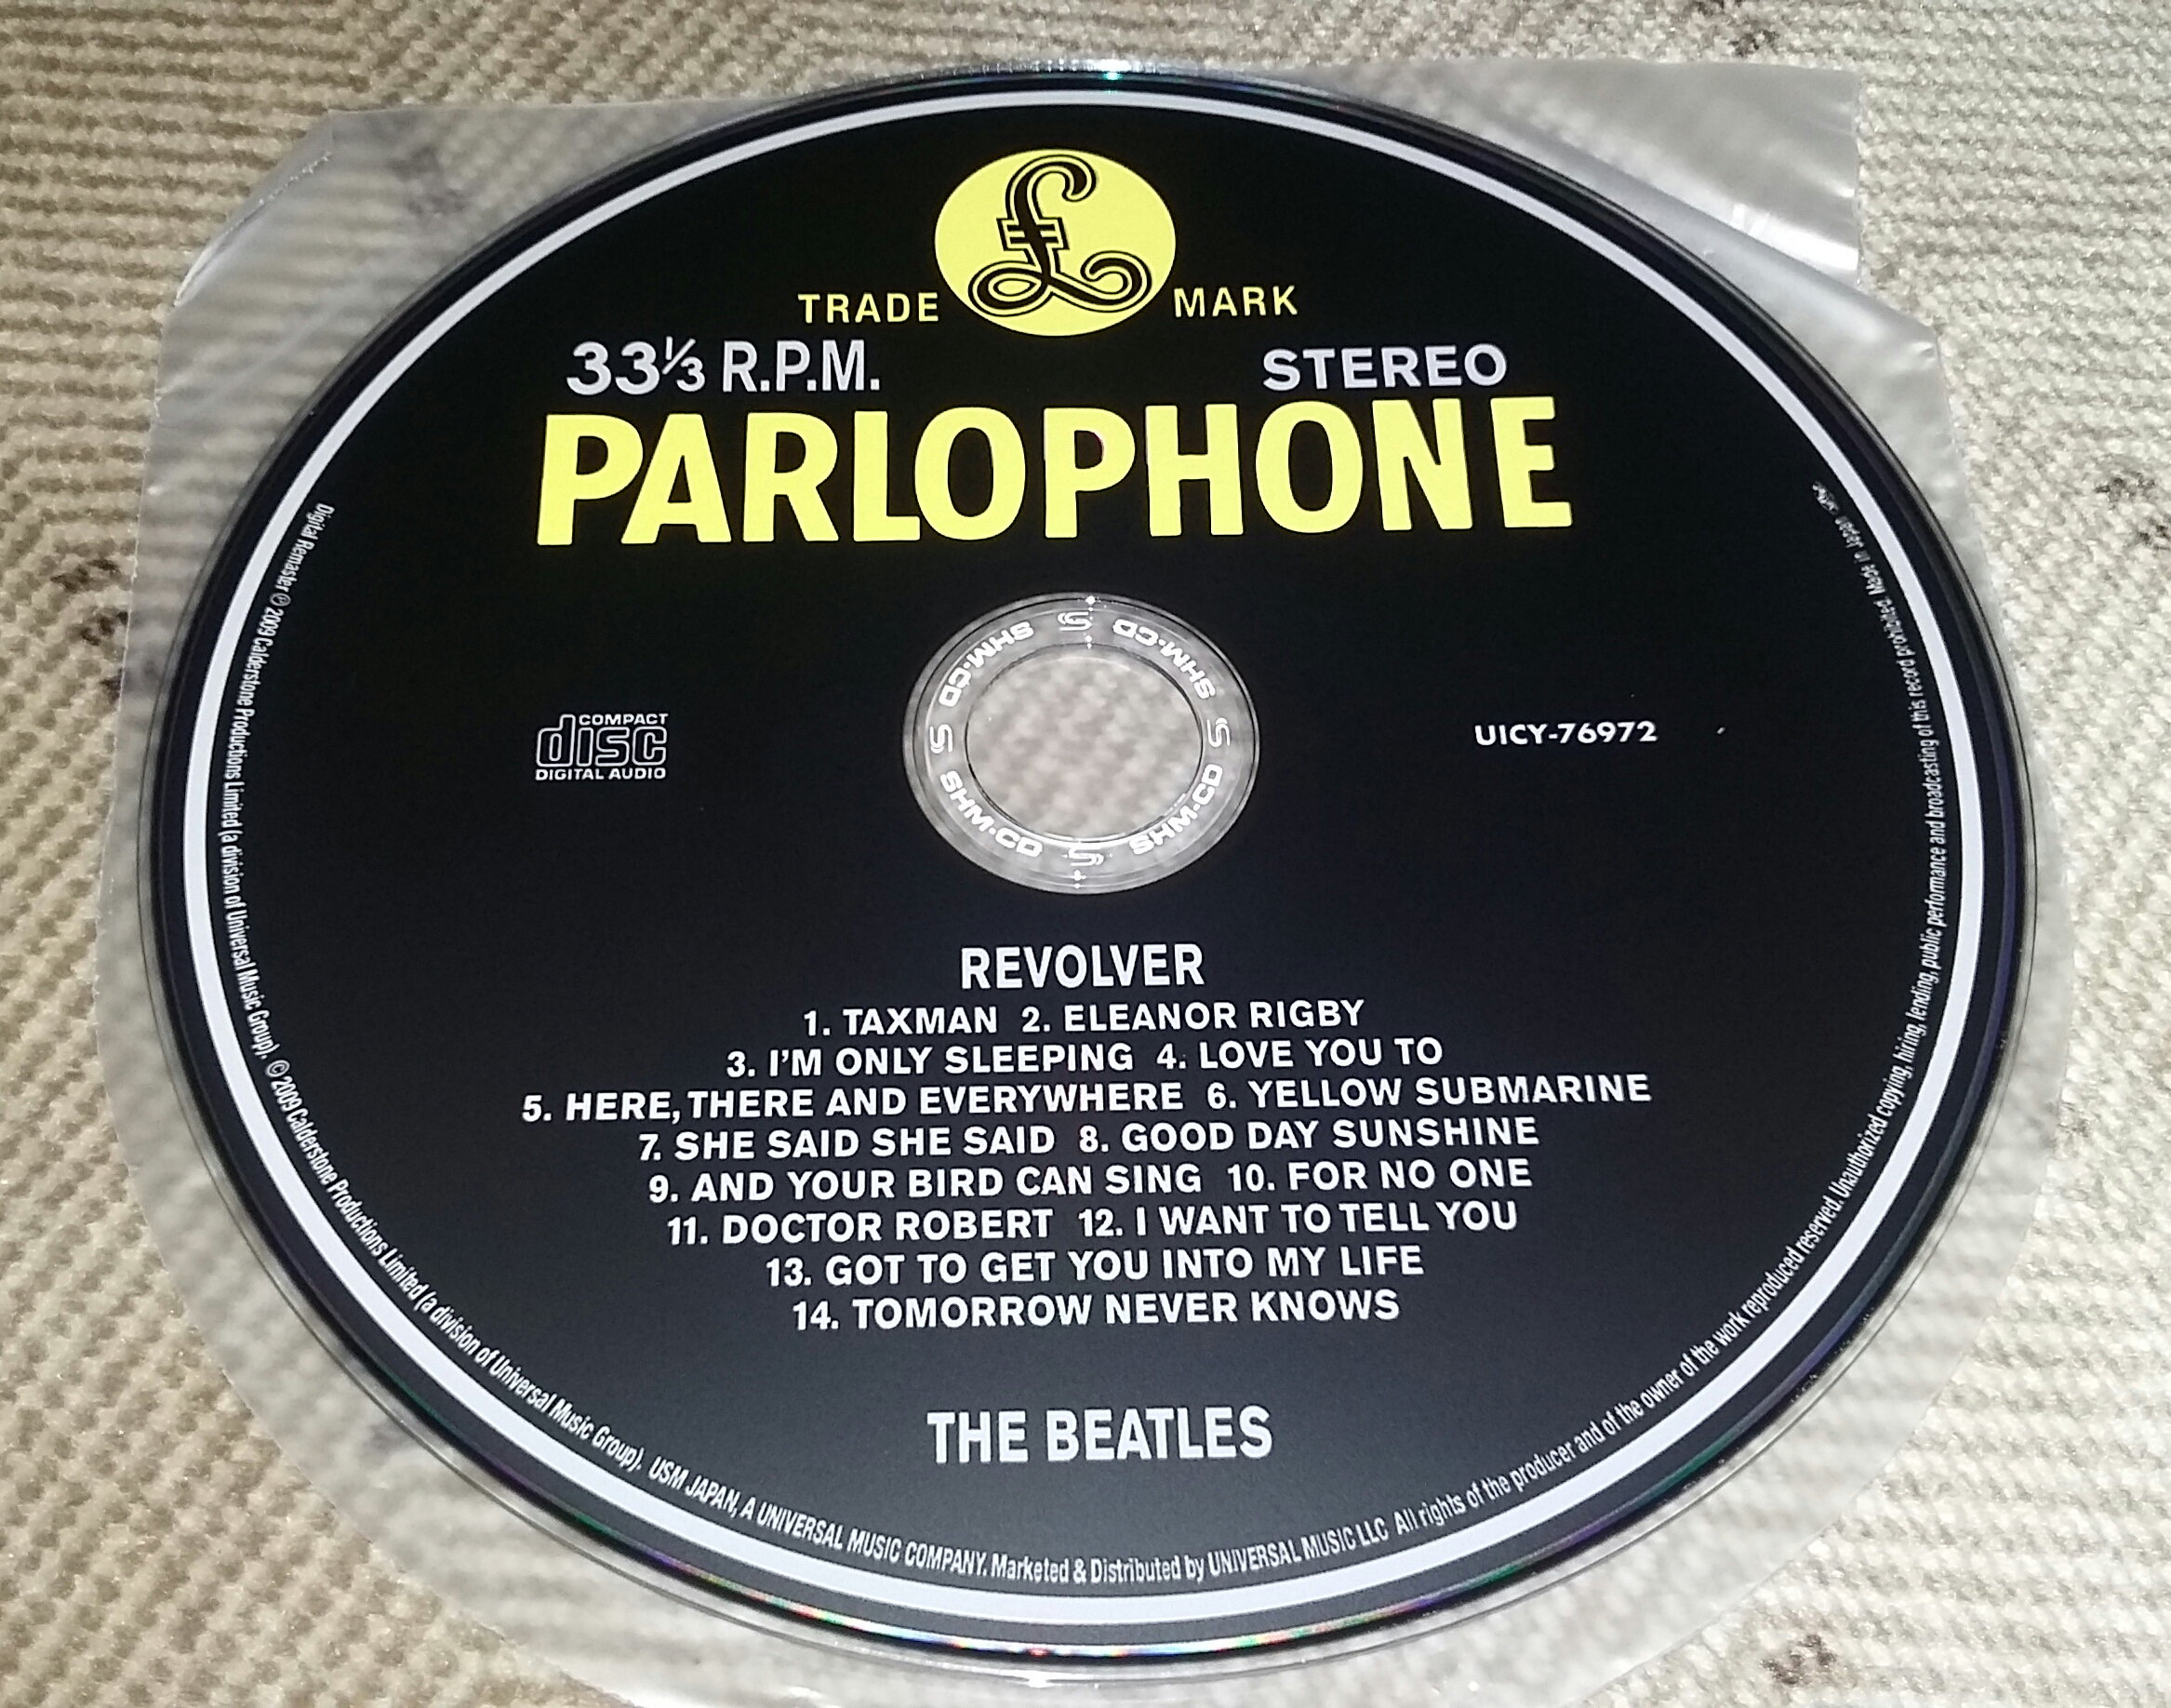 £
TRADE MARK
33⅓ R.P.M. STEREO
PARLOPHONE
SHM-CD S SHM-CD S SHM-CD S SHM-CD S
COMPACT
disc
DIGITAL AUDIO
UICY-76972
REVOLVER
1. TAXMAN 2. ELEANOR RIGBY
3. I'M ONLY SLEEPING 4. LOVE YOU TO
5. HERE, THERE AND EVERYWHERE 6. YELLOW SUBMARINE
7. SHE SAID SHE SAID 8. GOOD DAY SUNSHINE
9. AND YOUR BIRD CAN SING 10. FOR NO ONE
11. DOCTOR ROBERT 12. I WANT TO TELL YOU
13. GOT TO GET YOU INTO MY LIFE
14. TOMORROW NEVER KNOWS
THE BEATLES
Digital Remaster ℗ 2009 Calderstone Productions Limited (a division of Universal Music Group). © 2009 Calderstone Productions Limited (a division of Universal Music Group). USM JAPAN, A UNIVERSAL MUSIC COMPANY. Marketed & Distributed by UNIVERSAL MUSIC LLC All rights of the producer and of the owner of the work reproduced reserved. Unauthorized copying, hiring, lending, public performance and broadcasting of this record prohibited. Made in Japan